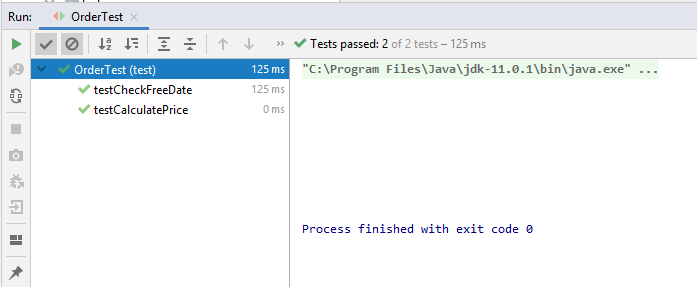 Run: OrderTest
Tests passed: 2 of 2 tests – 125 ms
OrderTest (test) 125 ms
testCheckFreeDate 125 ms
testCalculatePrice 0 ms
"C:\Program Files\Java\jdk-11.0.1\bin\java.exe" ...
Process finished with exit code 0